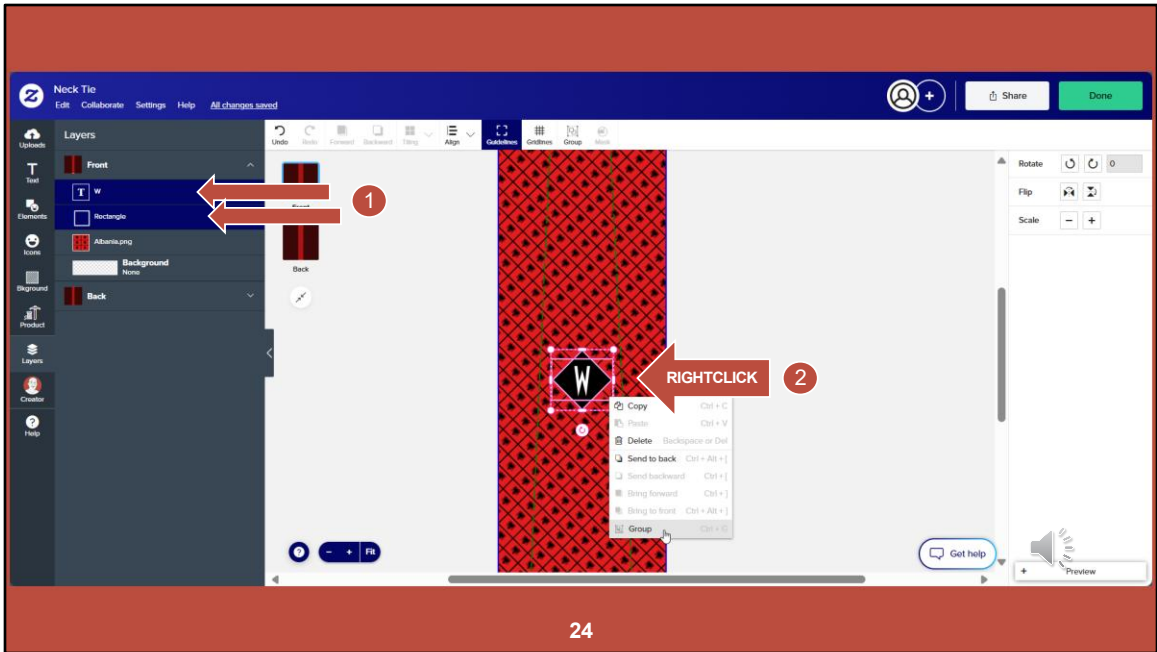 Neck Tie
Edit Collaborate Settings Help All changes saved
+
Share
Done
Uploads
Text
Elements
Icons
Bkground
Product
Layers
Creator
Help
Layers
Front
T W
Rectangle
Albania.png
Background
None
Back
Undo Redo Forward Backward Tiling Align Guidelines Gridlines Group Mask
Front
Back
1
W
RIGHTCLICK 2
Copy Ctrl + C
Paste Ctrl + V
Delete Backspace or Del
Send to back Ctrl + Alt + [
Send backward Ctrl + [
Bring forward Ctrl + ]
Bring to front Ctrl + Alt + ]
Group Ctrl + G
Rotate 0
Flip
Scale - +
? - + Fit
Get help
+ Preview
24